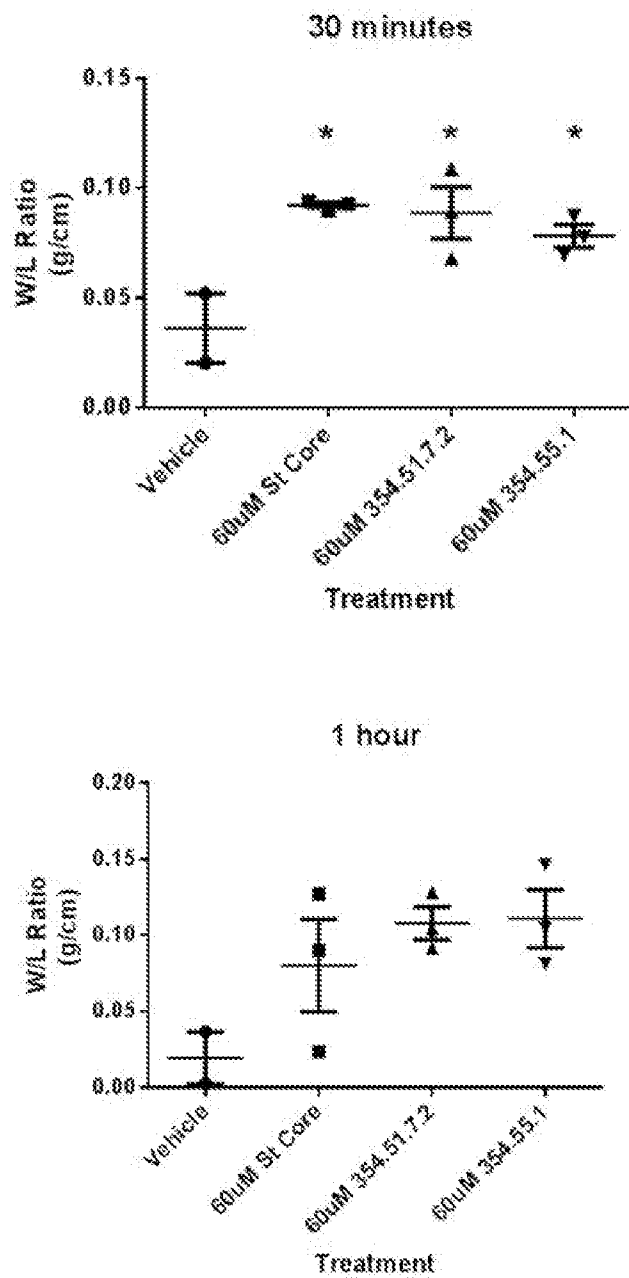 30 minutes
W/L Ratio
(g/cm)
0.15
0.10
0.05
0.00
* * *
Vehicle
60uM St Core
60uM 354.51.7.2
60uM 354.55.1
Treatment
1 hour
W/L Ratio
(g/cm)
0.20
0.15
0.10
0.05
0.00
Vehicle
60uM St Core
60uM 354.51.7.2
60uM 354.55.1
Treatment